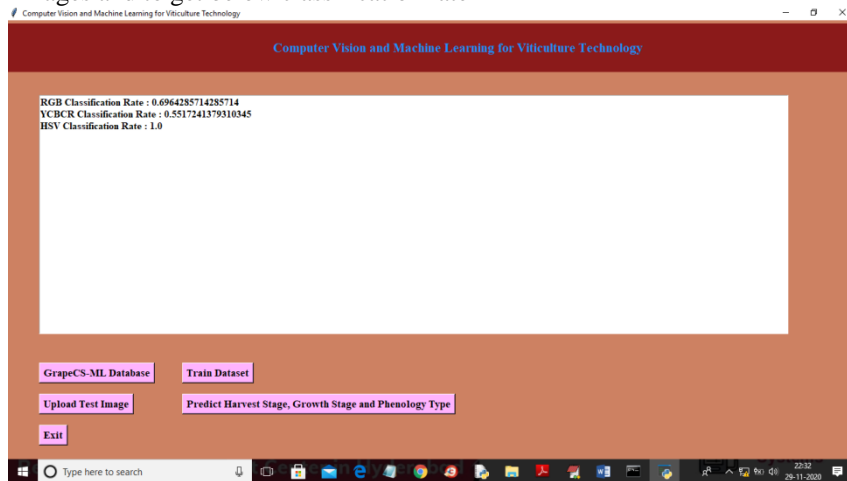 Computer Vision and Machine Learning for Viticulture Technology
Computer Vision and Machine Learning for Viticulture Technology
RGB Classification Rate : 0.6964285714285714
YCBCR Classification Rate : 0.5517241379310345
HSV Classification Rate : 1.0
GrapeCS-ML Database Train Dataset
Upload Test Image Predict Harvest Stage, Growth Stage and Phenology Type
Exit
Type here to search
22:32
29-11-2020